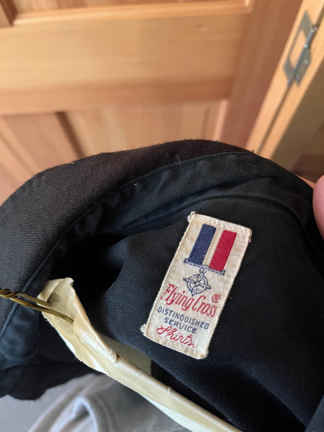 Flying Cross ®
DISTINGUISHED
SERVICE
Shirts